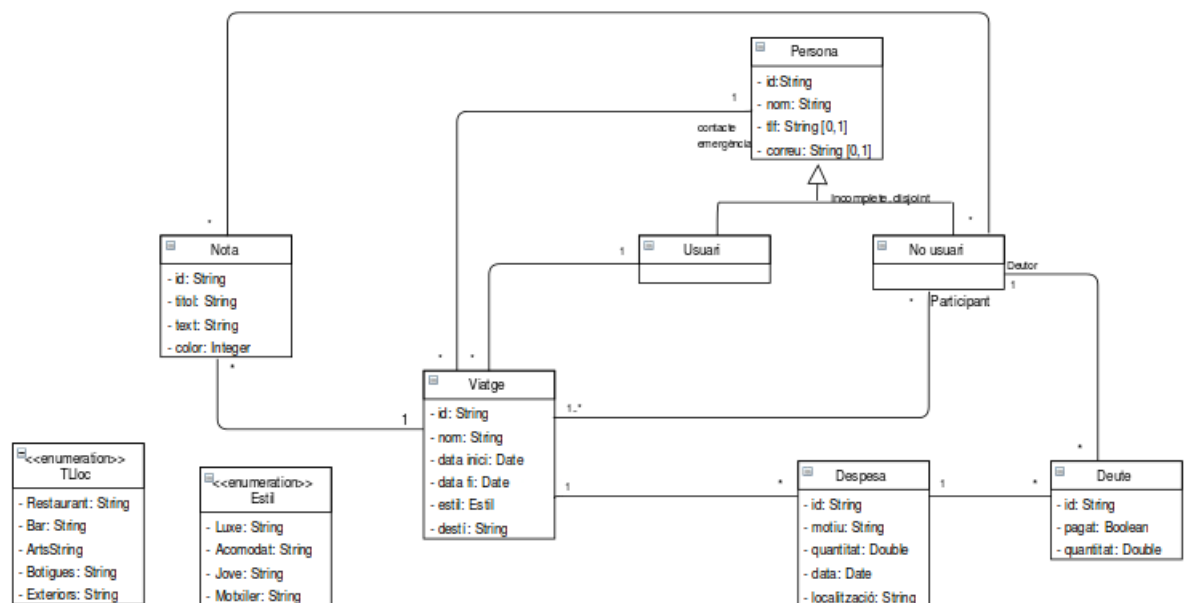 Persona
- id:String
- nom: String
- tlf: String [0,1]
- correu: String [0,1]
1
contacte
emergència
Incomplete, disjoint
*
Nota
- id: String
- titol: String
- text: String
- color: Integer
1
Usuari
*
No usuari
Deutor
1
*
Participant
*
1
*
*
Viatge
- id: String
- nom: String
- data inici: Date
- data fi: Date
- estil: Estil
- destí: String
1..*
1
*
<<enumeration>>
TLloc
- Restaurant: String
- Bar: String
- ArtsString
- Botigues: String
- Exteriors: String
<<enumeration>>
Estil
- Luxe: String
- Acomodat: String
- Jove: String
- Motxiler: String
Despesa
- id: String
- motiu: String
- quantitat: Double
- data: Date
- localització: String
1
*
*
Deute
- id: String
- pagat: Boolean
- quantitat: Double